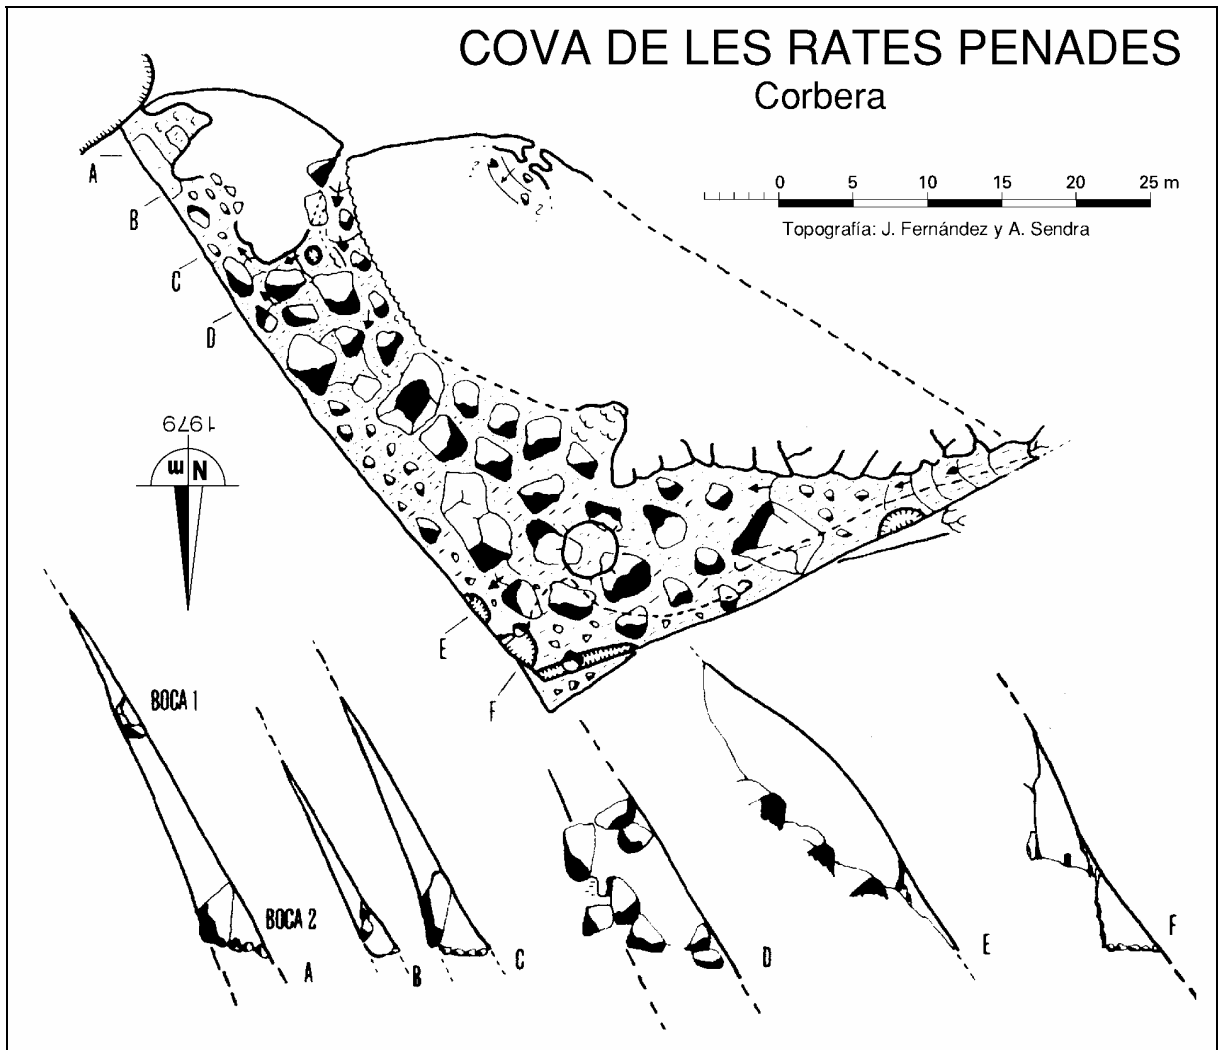 COVA DE LES RATES PENADES
Corbera
0 5 10 15 20 25 m
Topografía: J. Fernández y A. Sendra
A
B
C
D
1979
N m
E
F
BOCA 1
BOCA 2
A
B
C
D
E
F
? 
?